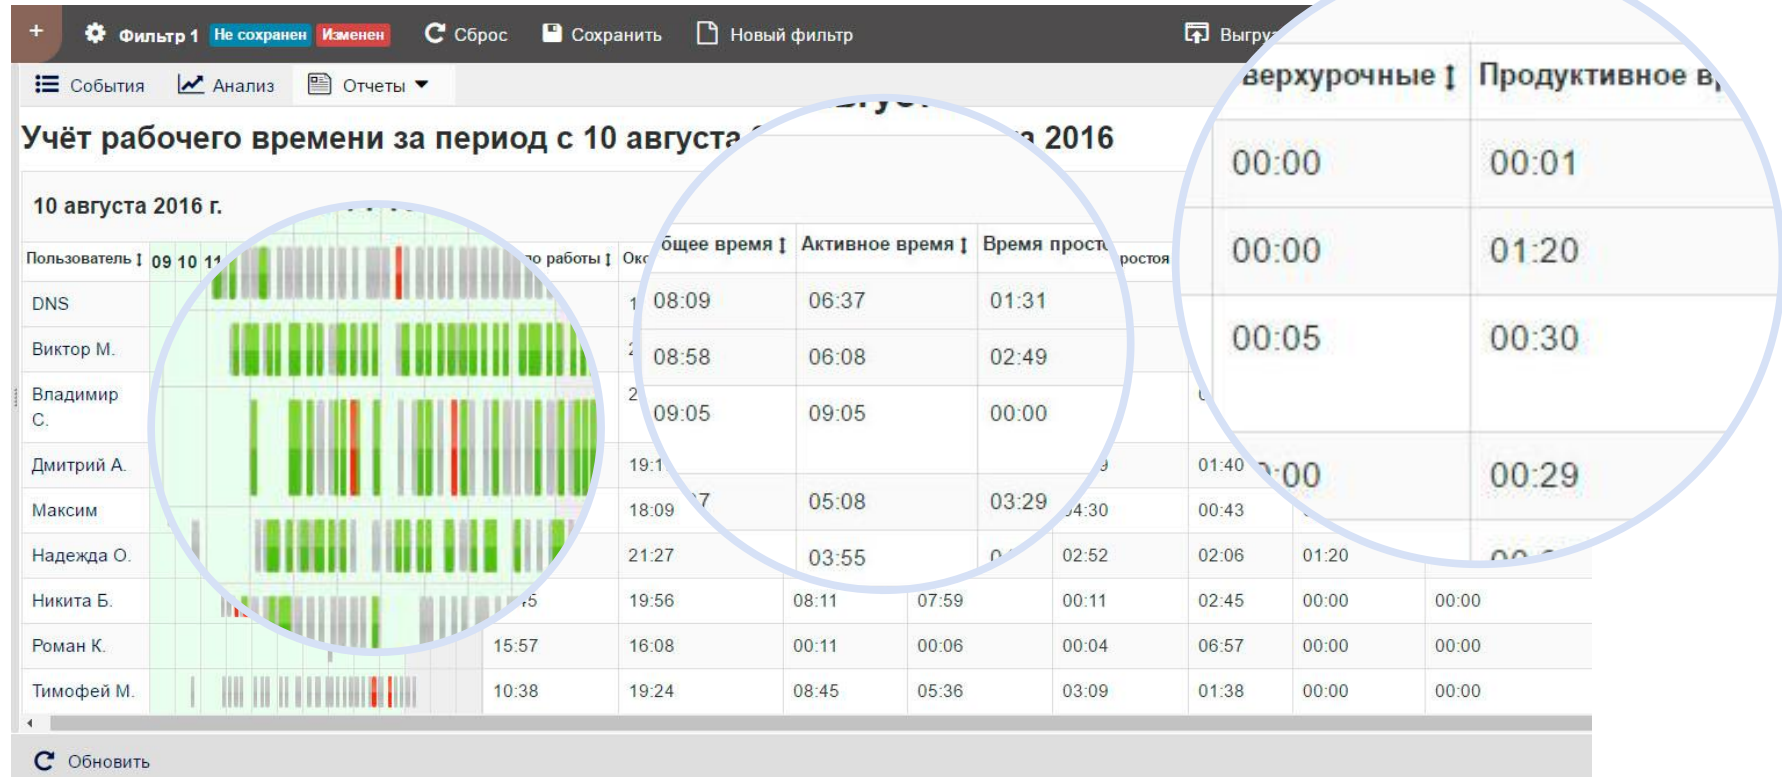 + Фильтр 1 Не сохранен Изменен Сброс Сохранить Новый фильтр
События Анализ Отчеты
Учёт рабочего времени за период с 10 августа 2016
10 августа 2016 г.
Пользователь 09 10 11 работы
общее время Активное время Время
верхурочные Продуктивное
DNS
Виктор М.
Владимир
С.
Дмитрий А. 01:40
Максим 18:09 04:30 00:43
Надежда О. 21:27 02:52 02:06 01:20
Никита Б. 19:56 08:11 07:59 00:11 02:45 00:00 00:00
Роман К. 15:57 16:08 00:11 00:06 00:04 06:57 00:00 00:00
Тимофей М. 10:38 19:24 08:45 05:36 03:09 01:38 00:00 00:00
08:09 06:37 01:31
08:58 06:08 02:49
09:05 09:05 00:00
05:08 03:29
03:55
00:00 00:01
00:00 01:20
00:05 00:30
00:29
Обновить